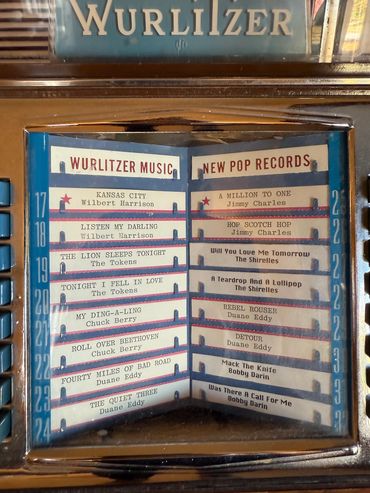 WURLITZER
WURLITZER MUSIC
17
KANSAS CITY
Wilbert Harrison
18
LISTEN MY DARLING
Wilbert Harrison
19
THE LION SLEEPS TONIGHT
The Tokens
20
TONIGHT I FELL IN LOVE
The Tokens
21
MY DING-A-LING
Chuck Berry
22
ROLL OVER BEETHOVEN
Chuck Berry
23
FOURTY MILES OF BAD ROAD
Duane Eddy
24
THE QUIET THREE
Duane Eddy
NEW POP RECORDS
A MILLION TO ONE
Jimmy Charles
HOP SCOTCH HOP
Jimmy Charles
Will You Love Me Tomorrow
The Shirelles
A Teardrop And A Lollipop
The Shirelles
REBEL ROUSER
Duane Eddy
DETOUR
Duane Eddy
Mack The Knife
Bobby Darin
Was There A Call For Me
Bobby Darin